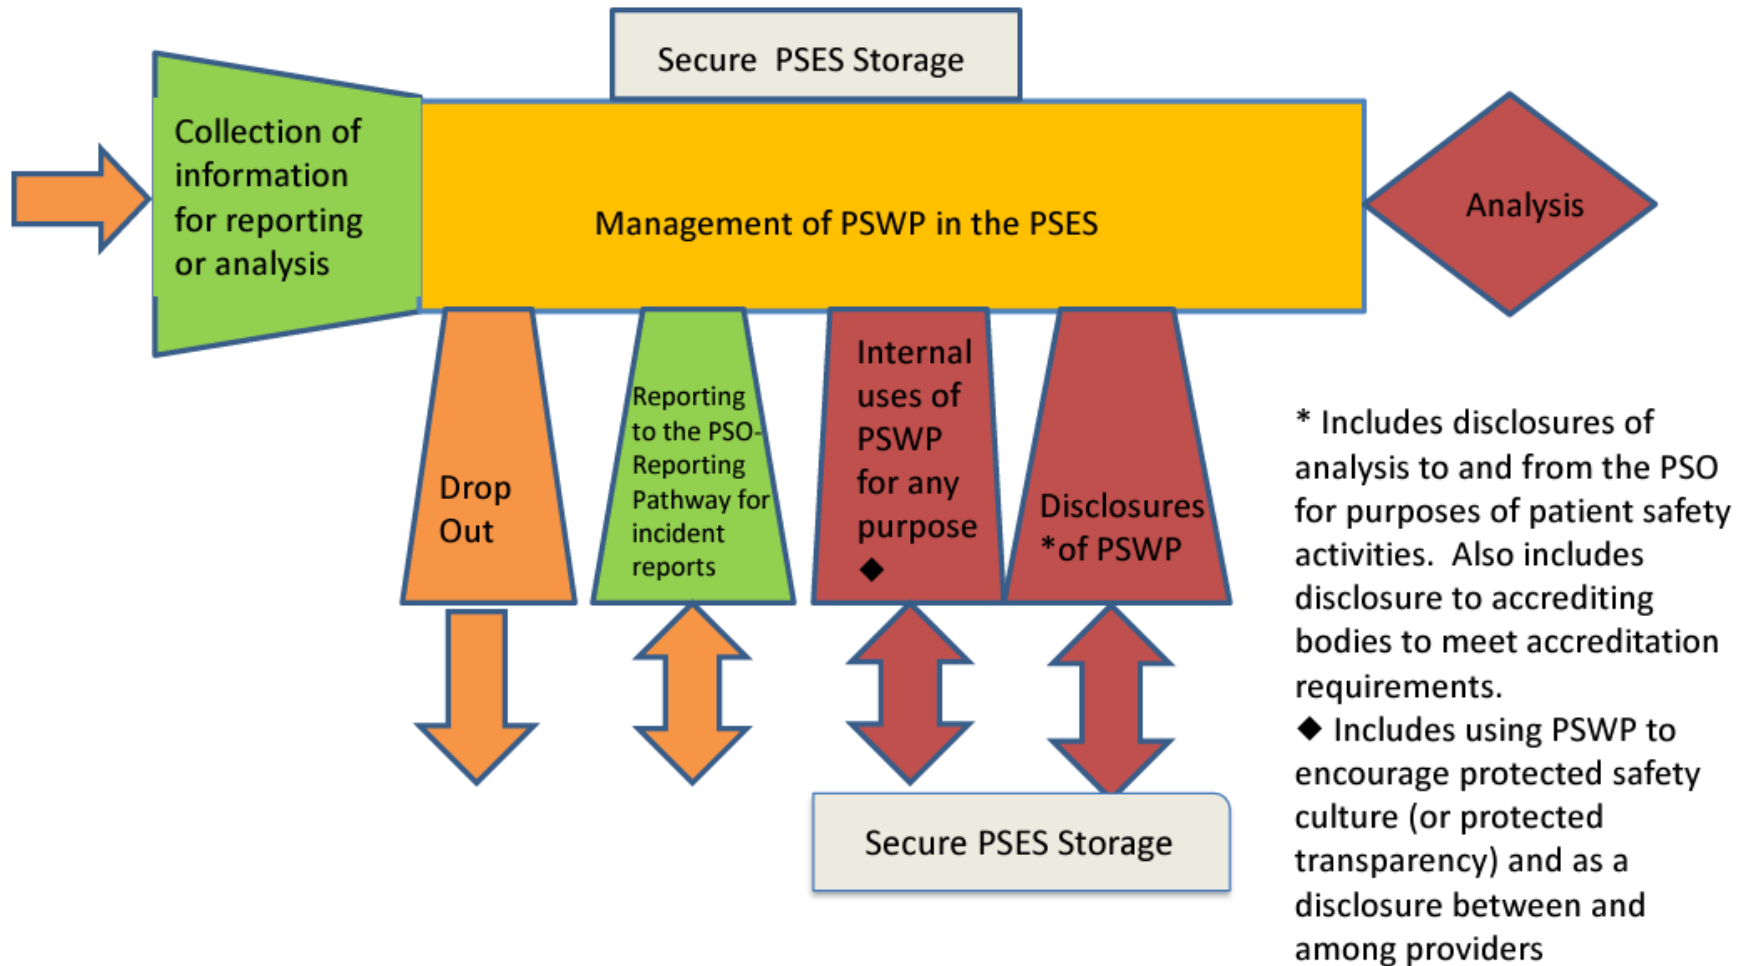 Secure  PSES Storage
Collection of
information
for reporting
or analysis
Management of PSWP in the PSES
Analysis
Drop
Out
Reporting
to the PSO-
Reporting
Pathway for
incident
reports
Internal
uses of
PSWP
for any
purpose
◆
Disclosures
*of PSWP
Secure PSES Storage
* Includes disclosures of
analysis to and from the PSO
for purposes of patient safety
activities.  Also includes
disclosure to accrediting
bodies to meet accreditation
requirements.
◆ Includes using PSWP to
encourage protected safety
culture (or protected
transparency) and as a
disclosure between and
among providers